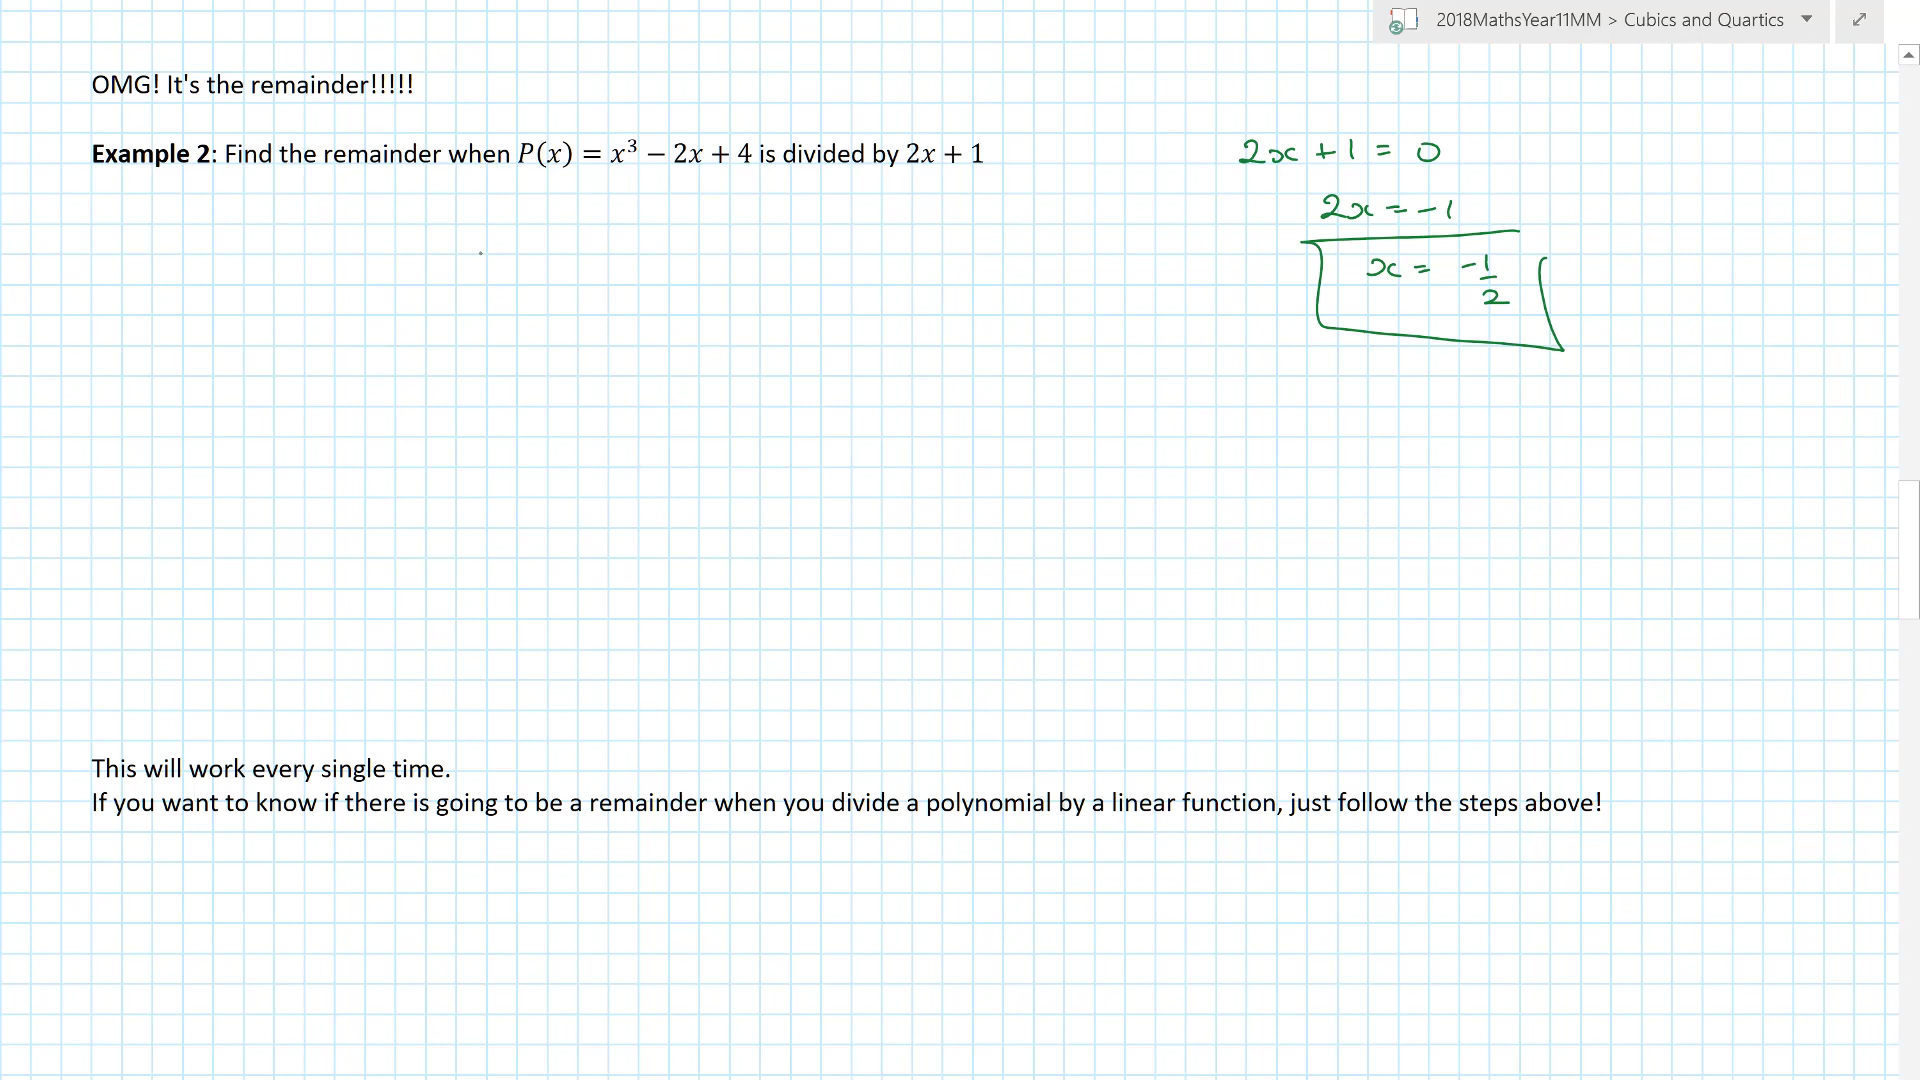 2018MathsYear11MM > Cubics and Quartics
OMG! It's the remainder!!!!!
Example 2: Find the remainder when P(x) = x³ − 2x + 4 is divided by 2x + 1
2x + 1 = 0
2x = -1
x = -1/2
This will work every single time.
If you want to know if there is going to be a remainder when you divide a polynomial by a linear function, just follow the steps above!